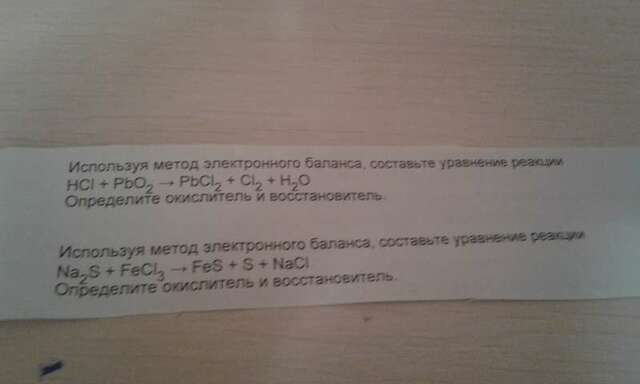 Используя метод электронного баланса, составьте уравнение реакции
HCl + PbO₂ → PbCl₂ + Cl₂ + H₂O
Определите окислитель и восстановитель.
Используя метод электронного баланса, составьте уравнение реакции
Na₂S + FeCl₃ → FeS + S + NaCl
Определите окислитель и восстановитель.